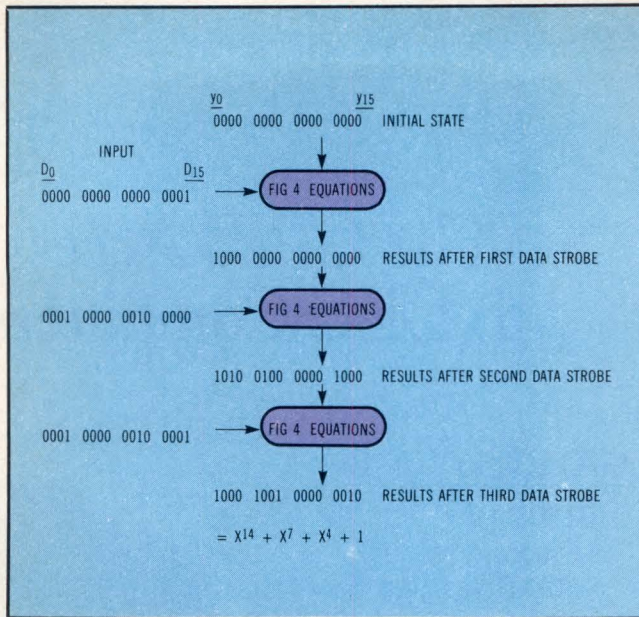 y0 y15
0000 0000 0000 0000 INITIAL STATE
INPUT
D0 D15
0000 0000 0000 0001
FIG 4 EQUATIONS
1000 0000 0000 0000 RESULTS AFTER FIRST DATA STROBE
0001 0000 0010 0000
FIG 4 EQUATIONS
1010 0100 0000 1000 RESULTS AFTER SECOND DATA STROBE
0001 0000 0010 0001
FIG 4 EQUATIONS
1000 1001 0000 0010 RESULTS AFTER THIRD DATA STROBE
= X14 + X7 + X4 + 1